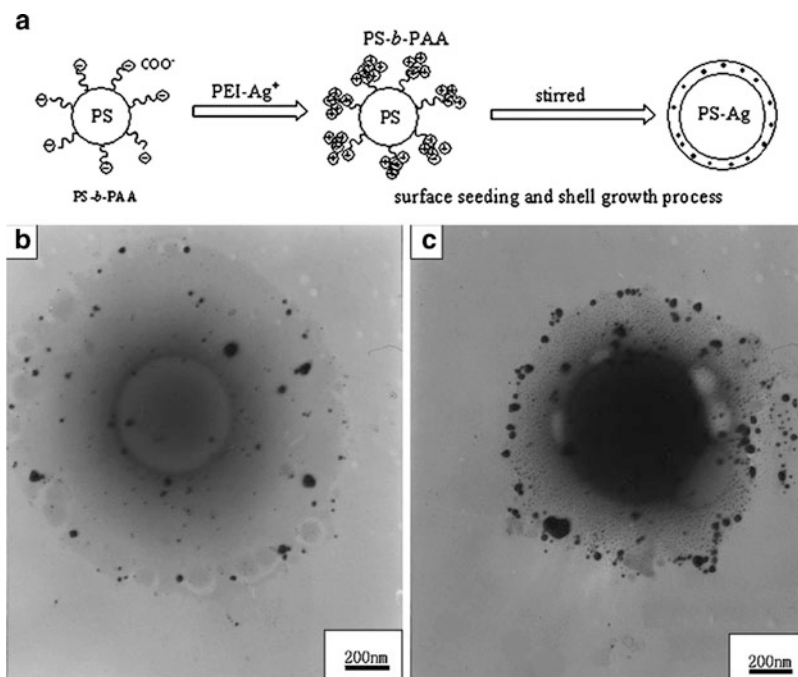 a
PS-b-PAA
COO⁻
PEI-Ag⁺
stirred
PS
PS
PS-Ag
PS-b-PAA
surface seeding and shell growth process
b
c
200nm
200nm